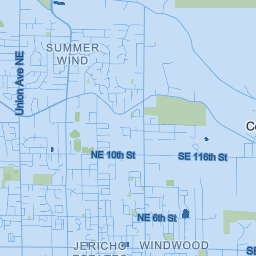 SUMMER
WIND
Union Ave NE
NE 10th St
SE 116th St
NE 6th St
JERICHO
WINDWOOD